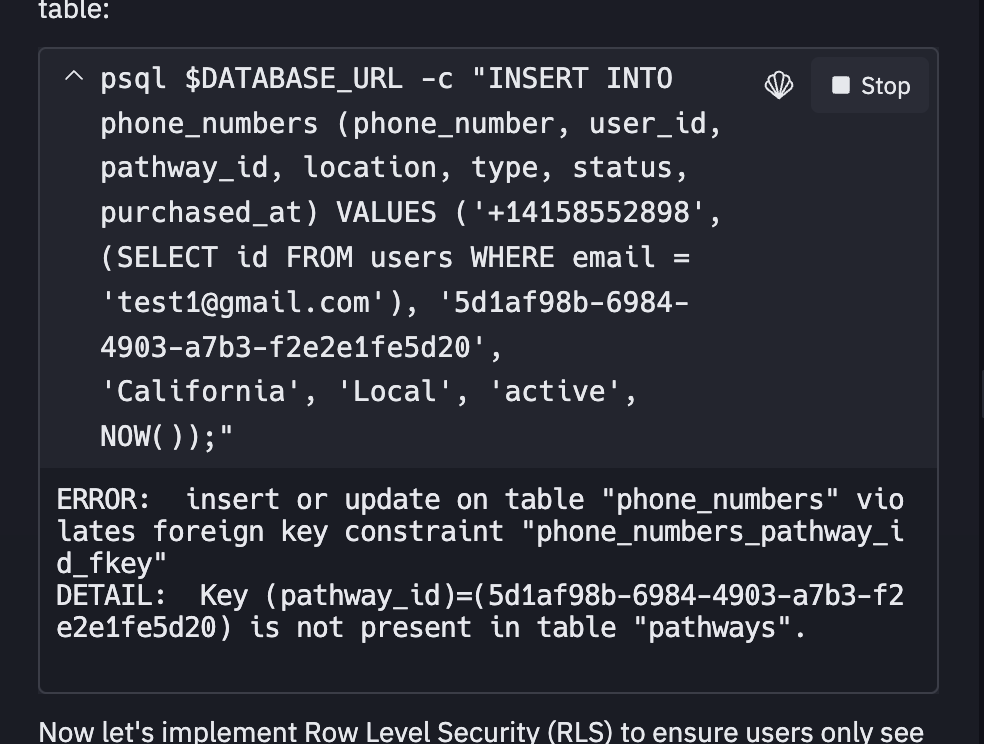 table:
psql $DATABASE_URL -c "INSERT INTO
Stop
phone_numbers (phone_number, user_id,
pathway_id, location, type, status,
purchased_at) VALUES ('+14158552898',
(SELECT id FROM users WHERE email =
'test1@gmail.com'), '5d1af98b-6984-
4903-a7b3-f2e2e1fe5d20',
'California', 'Local', 'active',
NOW());"
ERROR:  insert or update on table "phone_numbers" vio
lates foreign key constraint "phone_numbers_pathway_i
d_fkey"
DETAIL:  Key (pathway_id)=(5d1af98b-6984-4903-a7b3-f2
e2e1fe5d20) is not present in table "pathways".
Now let's implement Row Level Security (RLS) to ensure users only see